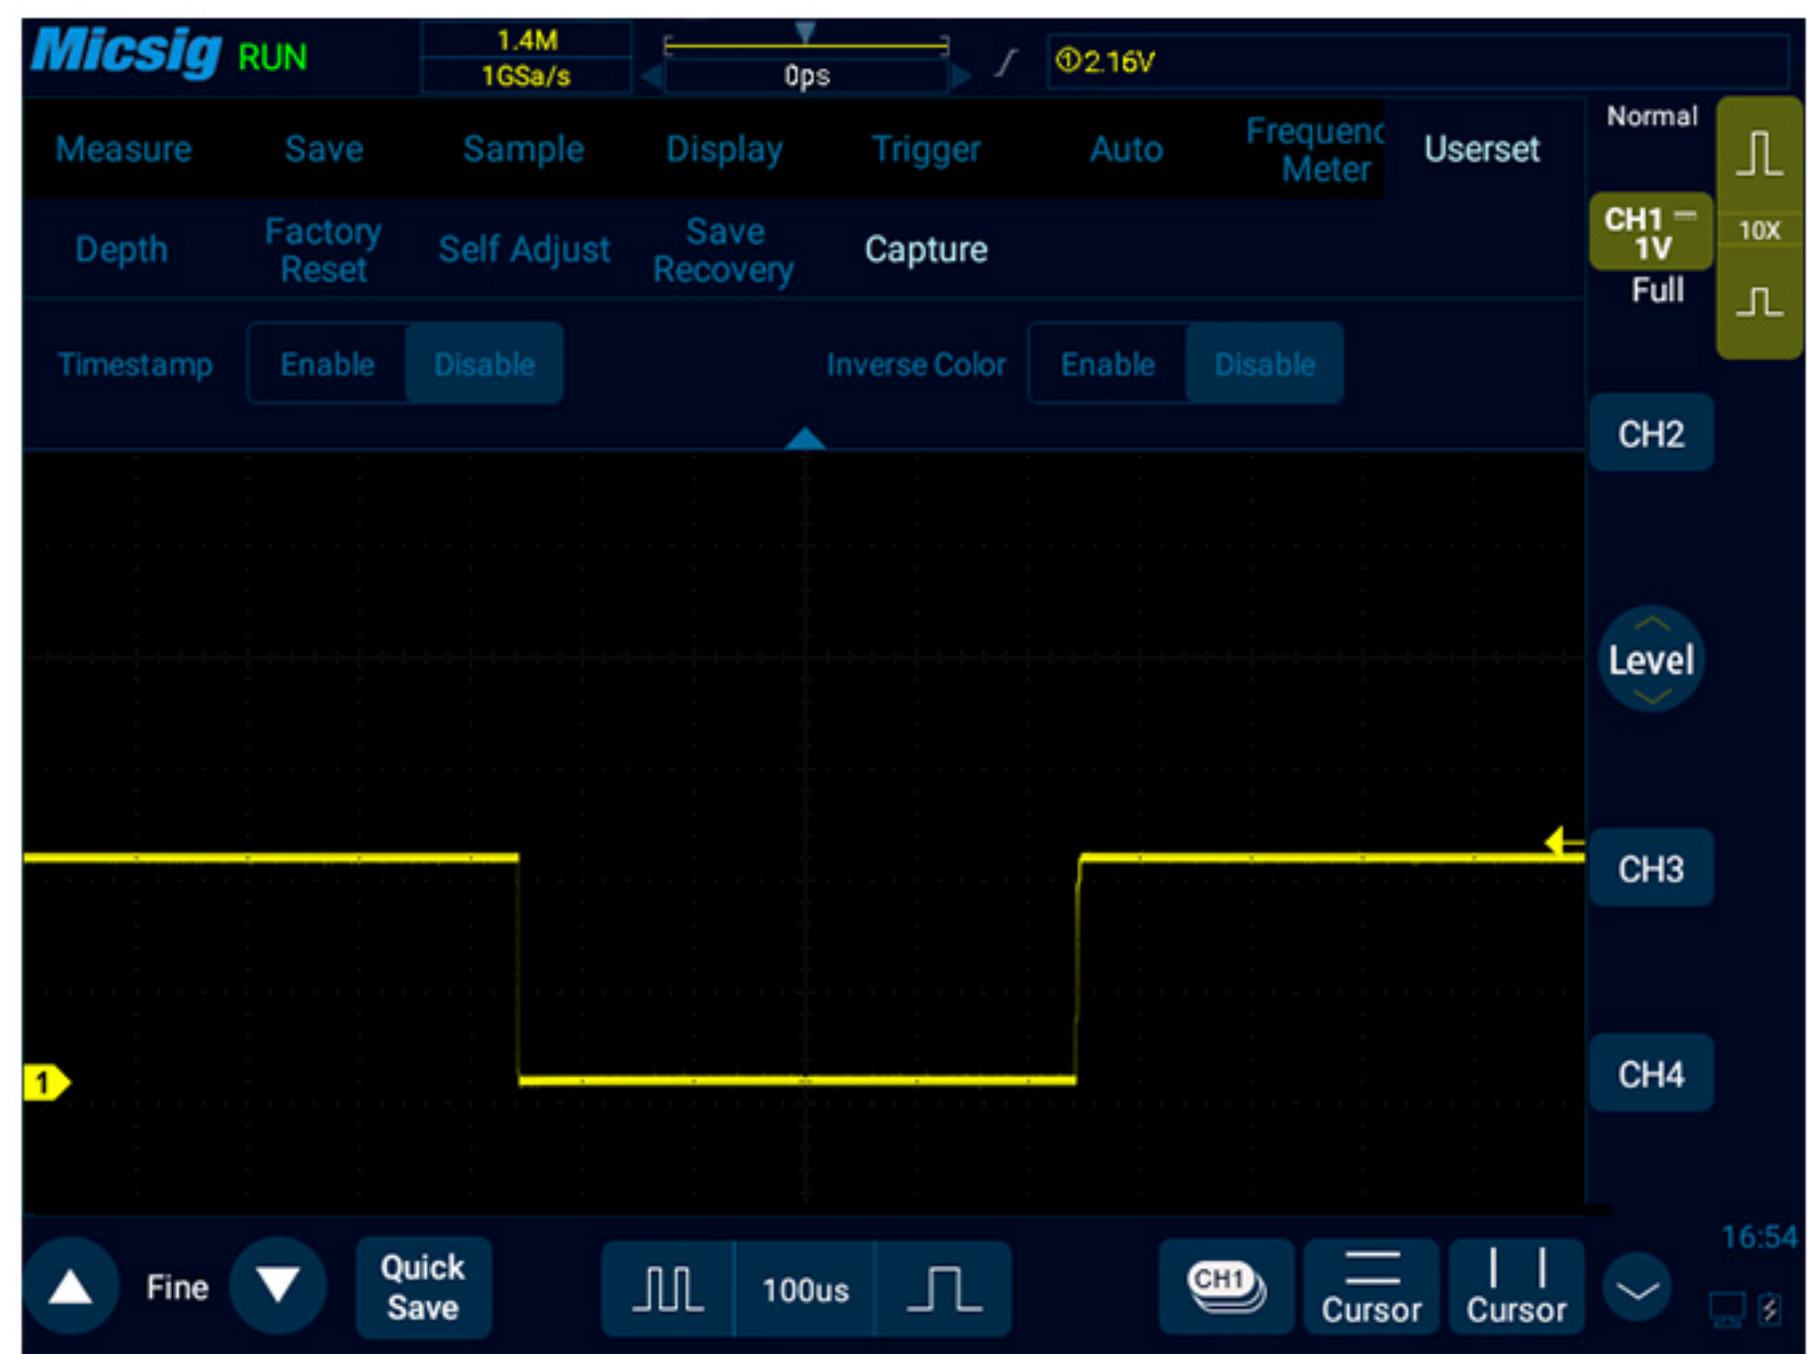 Micsig RUN
1.4M
1GSa/s
0ps
①2.16V
Measure Save Sample Display Trigger Auto Frequenc
Meter
Userset
Normal
Depth Factory
Reset
Self Adjust Save
Recovery
Capture
CH1
1V
10X
Full
Timestamp Enable Disable Inverse Color Enable Disable
CH2
Level
CH3
1
CH4
16:54
Fine
Quick
Save
100us
CH1
Cursor
Cursor